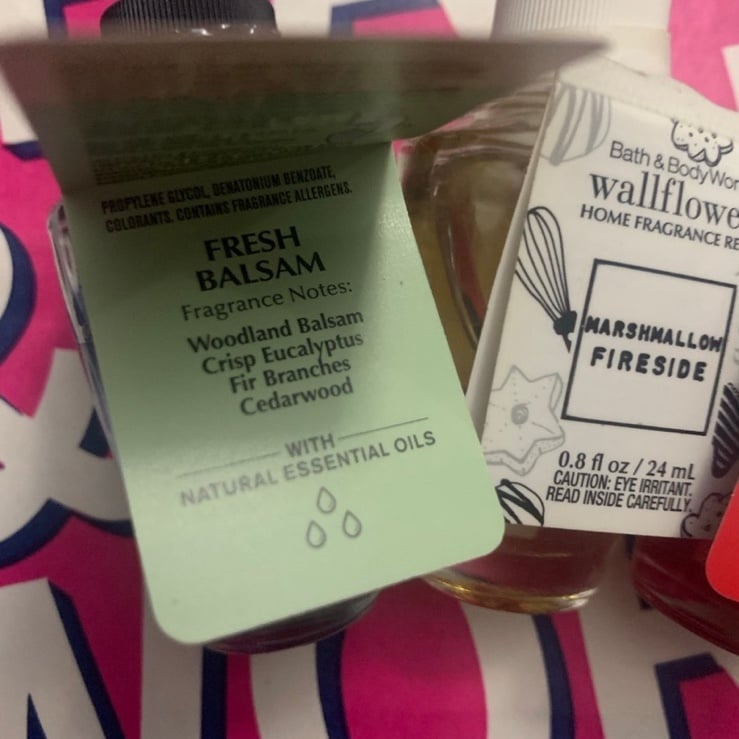 PROPYLENE GLYCOL, DENATONIUM BENZOATE,
COLORANTS. CONTAINS FRAGRANCE ALLERGENS.
FRESH
BALSAM
Fragrance Notes:
Woodland Balsam
Crisp Eucalyptus
Fir Branches
Cedarwood
WITH
NATURAL ESSENTIAL OILS
Bath & Body Wor
wallflowe
HOME FRAGRANCE RE
MARSHMALLOW
FIRESIDE
0.8 fl oz / 24 mL
CAUTION: EYE IRRITANT.
READ INSIDE CAREFULLY.